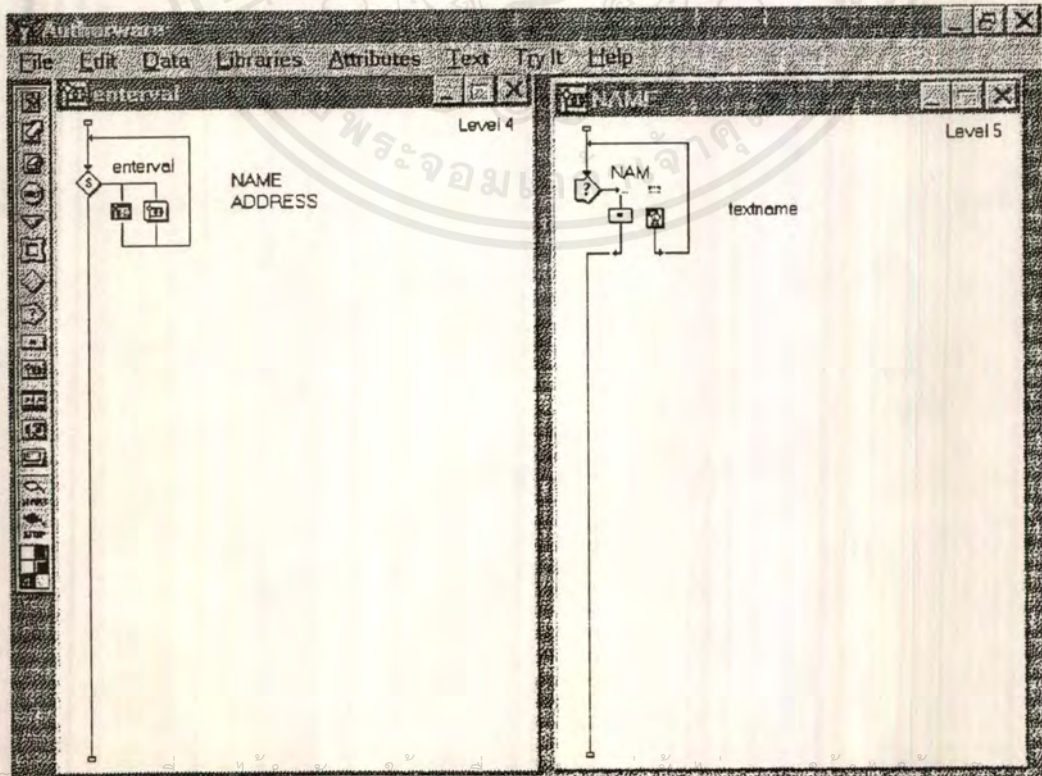 Authorware
File Edit Data Libraries Attributes Text Try It Help
enterval
Level 4
enterval
S
NAME
ADDRESS
NAME
Level 5
NAM
?
textname